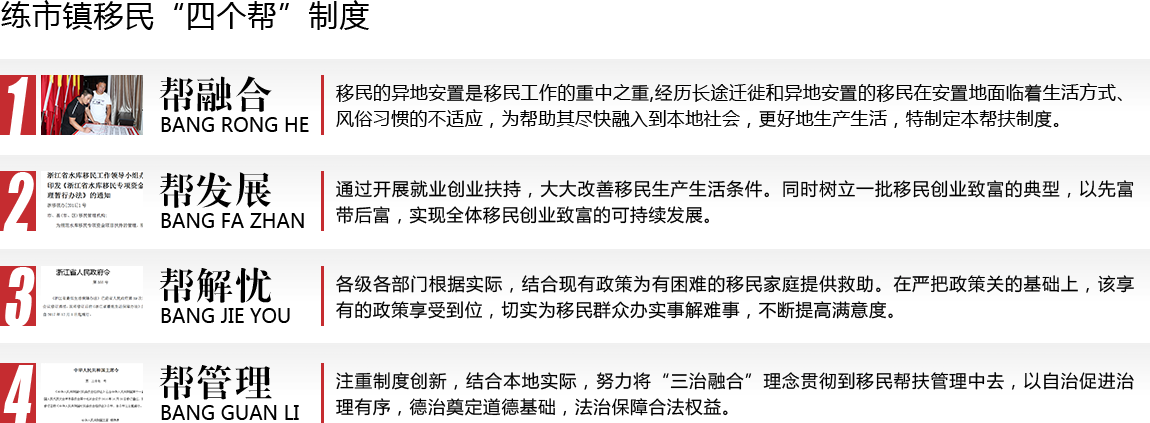 练市镇移民“四个帮”制度
1
帮融合
BANG RONG HE
移民的异地安置是移民工作的重中之重,经历长途迁徙和异地安置的移民在安置地面临着生活方式、
风俗习惯的不适应，为帮助其尽快融入到本地社会，更好地生产生活，特制定本帮扶制度。
2
浙江省水库移民工作领导小组办
印发《浙江省水库移民专项资金
理暂行办法》的通知
帮发展
BANG FA ZHAN
通过开展就业创业扶持，大大改善移民生产生活条件。同时树立一批移民创业致富的典型，以先富
带后富，实现全体移民创业致富的可持续发展。
3
浙江省人民政府令
帮解忧
BANG JIE YOU
各级各部门根据实际，结合现有政策为有困难的移民家庭提供救助。在严把政策关的基础上，该享
有的政策享受到位，切实为移民群众办实事解难事，不断提高满意度。
4
中华人民共和国主席令
帮管理
BANG GUAN LI
注重制度创新，结合本地实际，努力将“三治融合”理念贯彻到移民帮扶管理中去，以自治促进治
理有序，德治奠定道德基础，法治保障合法权益。